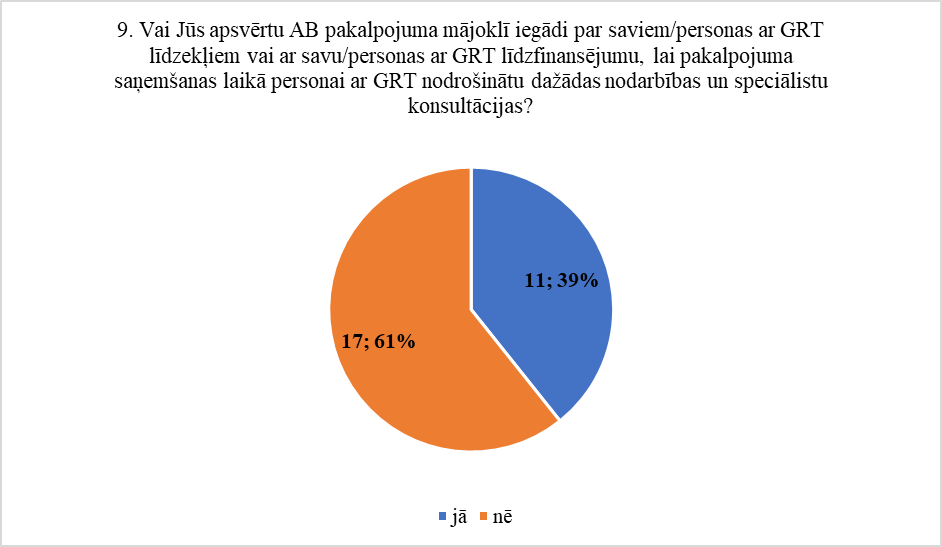 9. Vai Jūs apsvērtu AB pakalpojuma mājoklī iegādi par saviem/personas ar GRT
līdzekļiem vai ar savu/personas ar GRT līdzfinansējumu, lai pakalpojuma
saņemšanas laikā personai ar GRT nodrošinātu dažādas nodarbības un speciālistu
konsultācijas?
11; 39%
17; 61%
jā nē